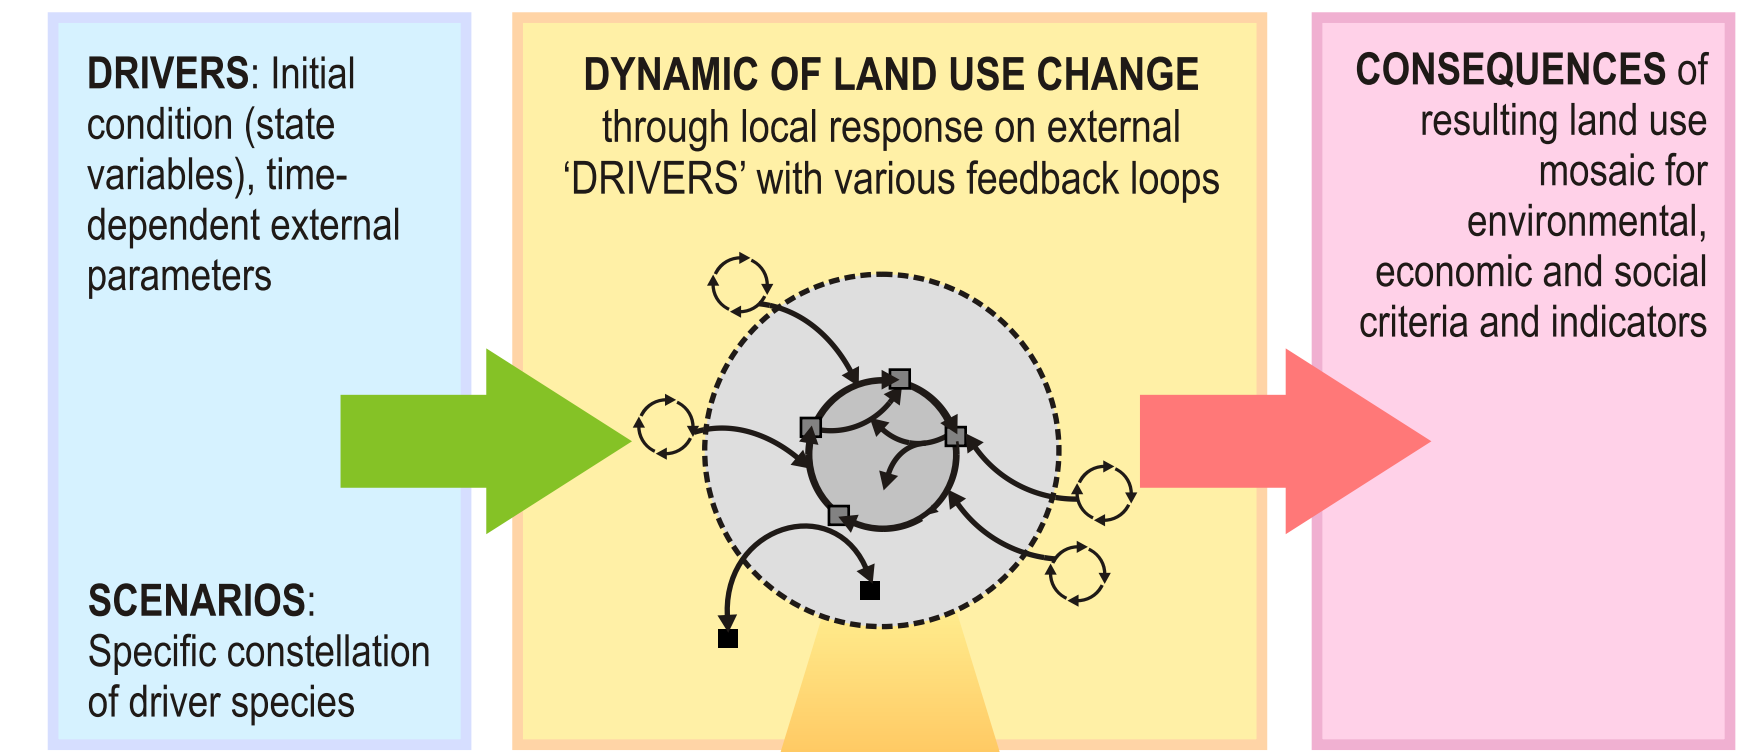 DRIVERS: Initial
condition (state
variables), time-
dependent external
parameters
SCENARIOS:
Specific constellation
of driver species
DYNAMIC OF LAND USE CHANGE
through local response on external
‘DRIVERS’ with various feedback loops
CONSEQUENCES of
resulting land use
mosaic for
environmental,
economic and social
criteria and indicators